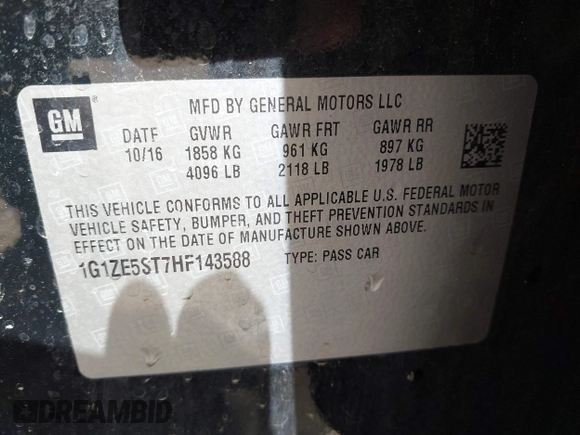 GM
®
MFD BY GENERAL MOTORS LLC
DATE GVWR GAWR FRT GAWR RR
10/16 1858 KG 961 KG 897 KG
4096 LB 2118 LB 1978 LB
THIS VEHICLE CONFORMS TO ALL APPLICABLE U.S. FEDERAL MOTOR
VEHICLE SAFETY, BUMPER, AND THEFT PREVENTION STANDARDS IN
EFFECT ON THE DATE OF MANUFACTURE SHOWN ABOVE.
1G1ZE5ST7HF143588 TYPE: PASS CAR
DREAMBID